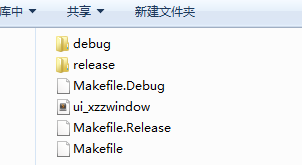 库中 共享 新建文件夹
debug
release
Makefile.Debug
ui_xzzwindow
Makefile.Release
Makefile